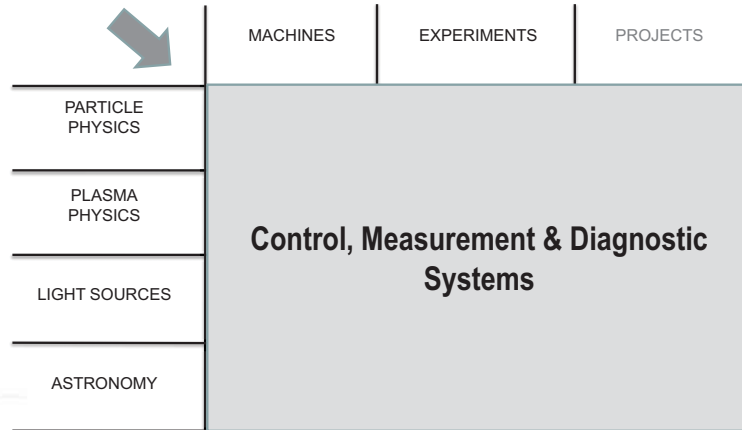 MACHINES
EXPERIMENTS
PROJECTS
PARTICLE
PHYSICS
PLASMA
PHYSICS
LIGHT SOURCES
ASTRONOMY
Control, Measurement & Diagnostic
Systems